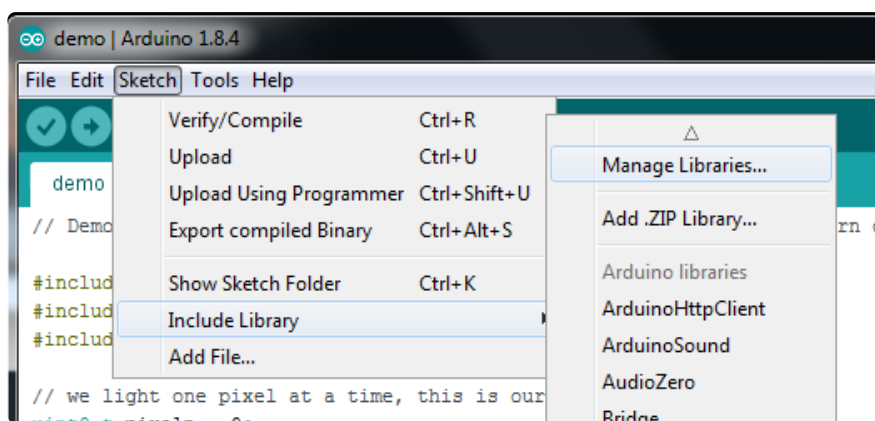 demo | Arduino 1.8.4
File Edit Sketch Tools Help
Verify/Compile Ctrl+R
Upload Ctrl+U
Upload Using Programmer Ctrl+Shift+U
Export compiled Binary Ctrl+Alt+S
Show Sketch Folder Ctrl+K
Include Library
Add File...
Manage Libraries...
Add .ZIP Library...
Arduino libraries
ArduinoHttpClient
ArduinoSound
AudioZero
Bridge
demo
// Demo
#includ
#includ
#includ
// we light one pixel at a time, this is our